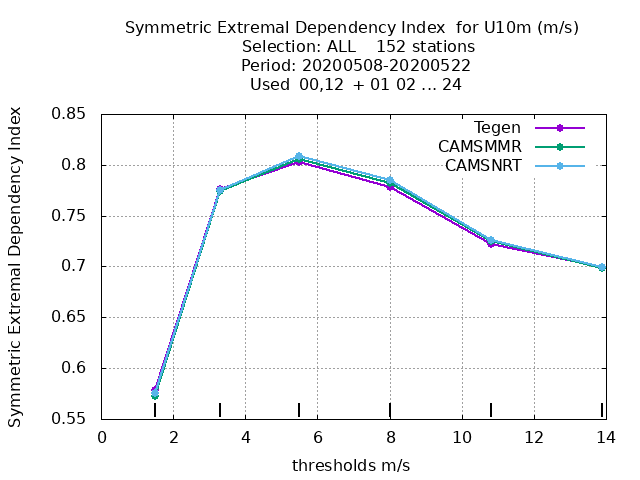 Symmetric Extremal Dependency Index  for U10m (m/s)
Selection: ALL    152 stations
Period: 20200508-20200522
Used  00,12  + 01 02 ... 24
Symmetric Extremal Dependency Index
0.85
0.8
0.75
0.7
0.65
0.6
0.55
Tegen
CAMSMMR
CAMSNRT
0 2 4 6 8 10 12 14
thresholds m/s